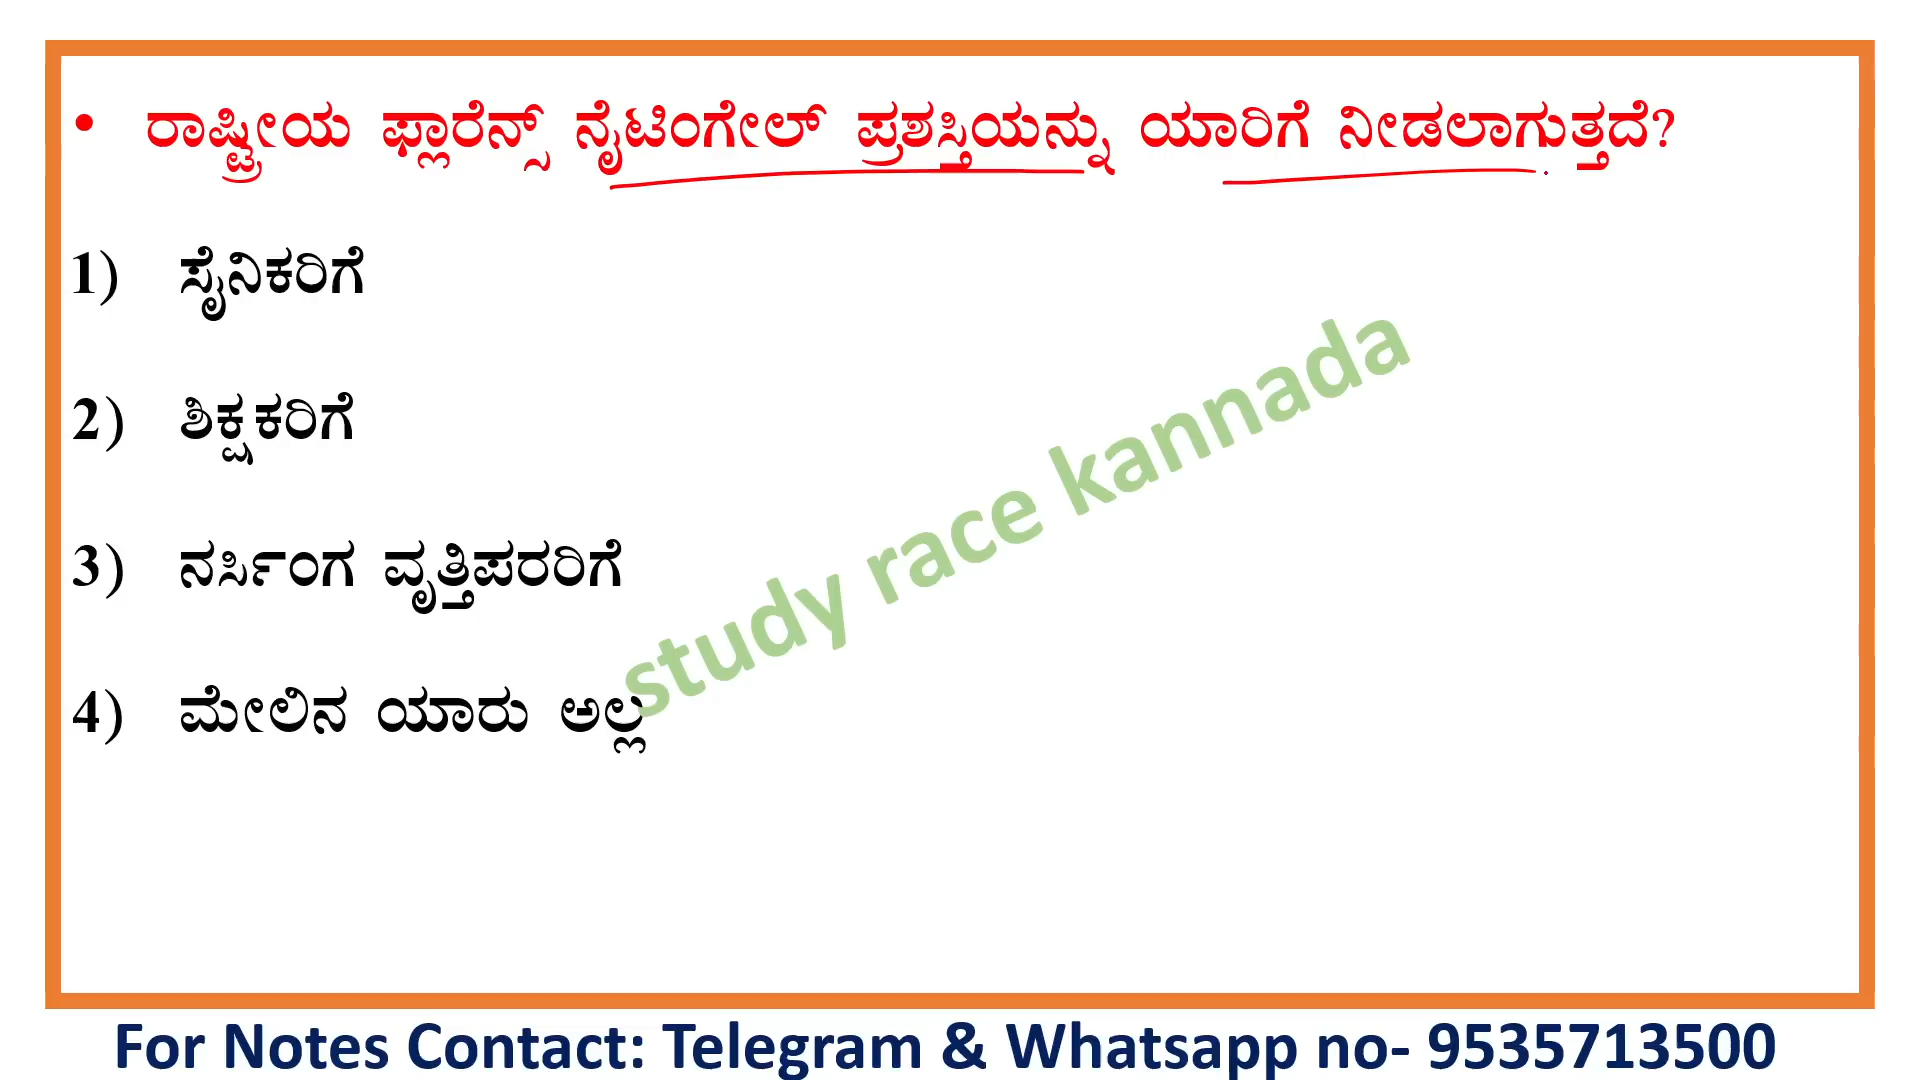 • ರಾಷ್ಟ್ರೀಯ ಫ್ಲಾರೆನ್ಸ್ ನೈಟಿಂಗೇಲ್ ಪ್ರಶಸ್ತಿಯನ್ನು ಯಾರಿಗೆ ನೀಡಲಾಗುತ್ತದೆ?
1) ಸೈನಿಕರಿಗೆ
2) ಶಿಕ್ಷಕರಿಗೆ
3) ನರ್ಸಿಂಗ ವೃತ್ತಿಪರರಿಗೆ
4) ಮೇಲಿನ ಯಾರು ಅಲ್ಲ
study race kannada
For Notes Contact: Telegram & Whatsapp no- 9535713500